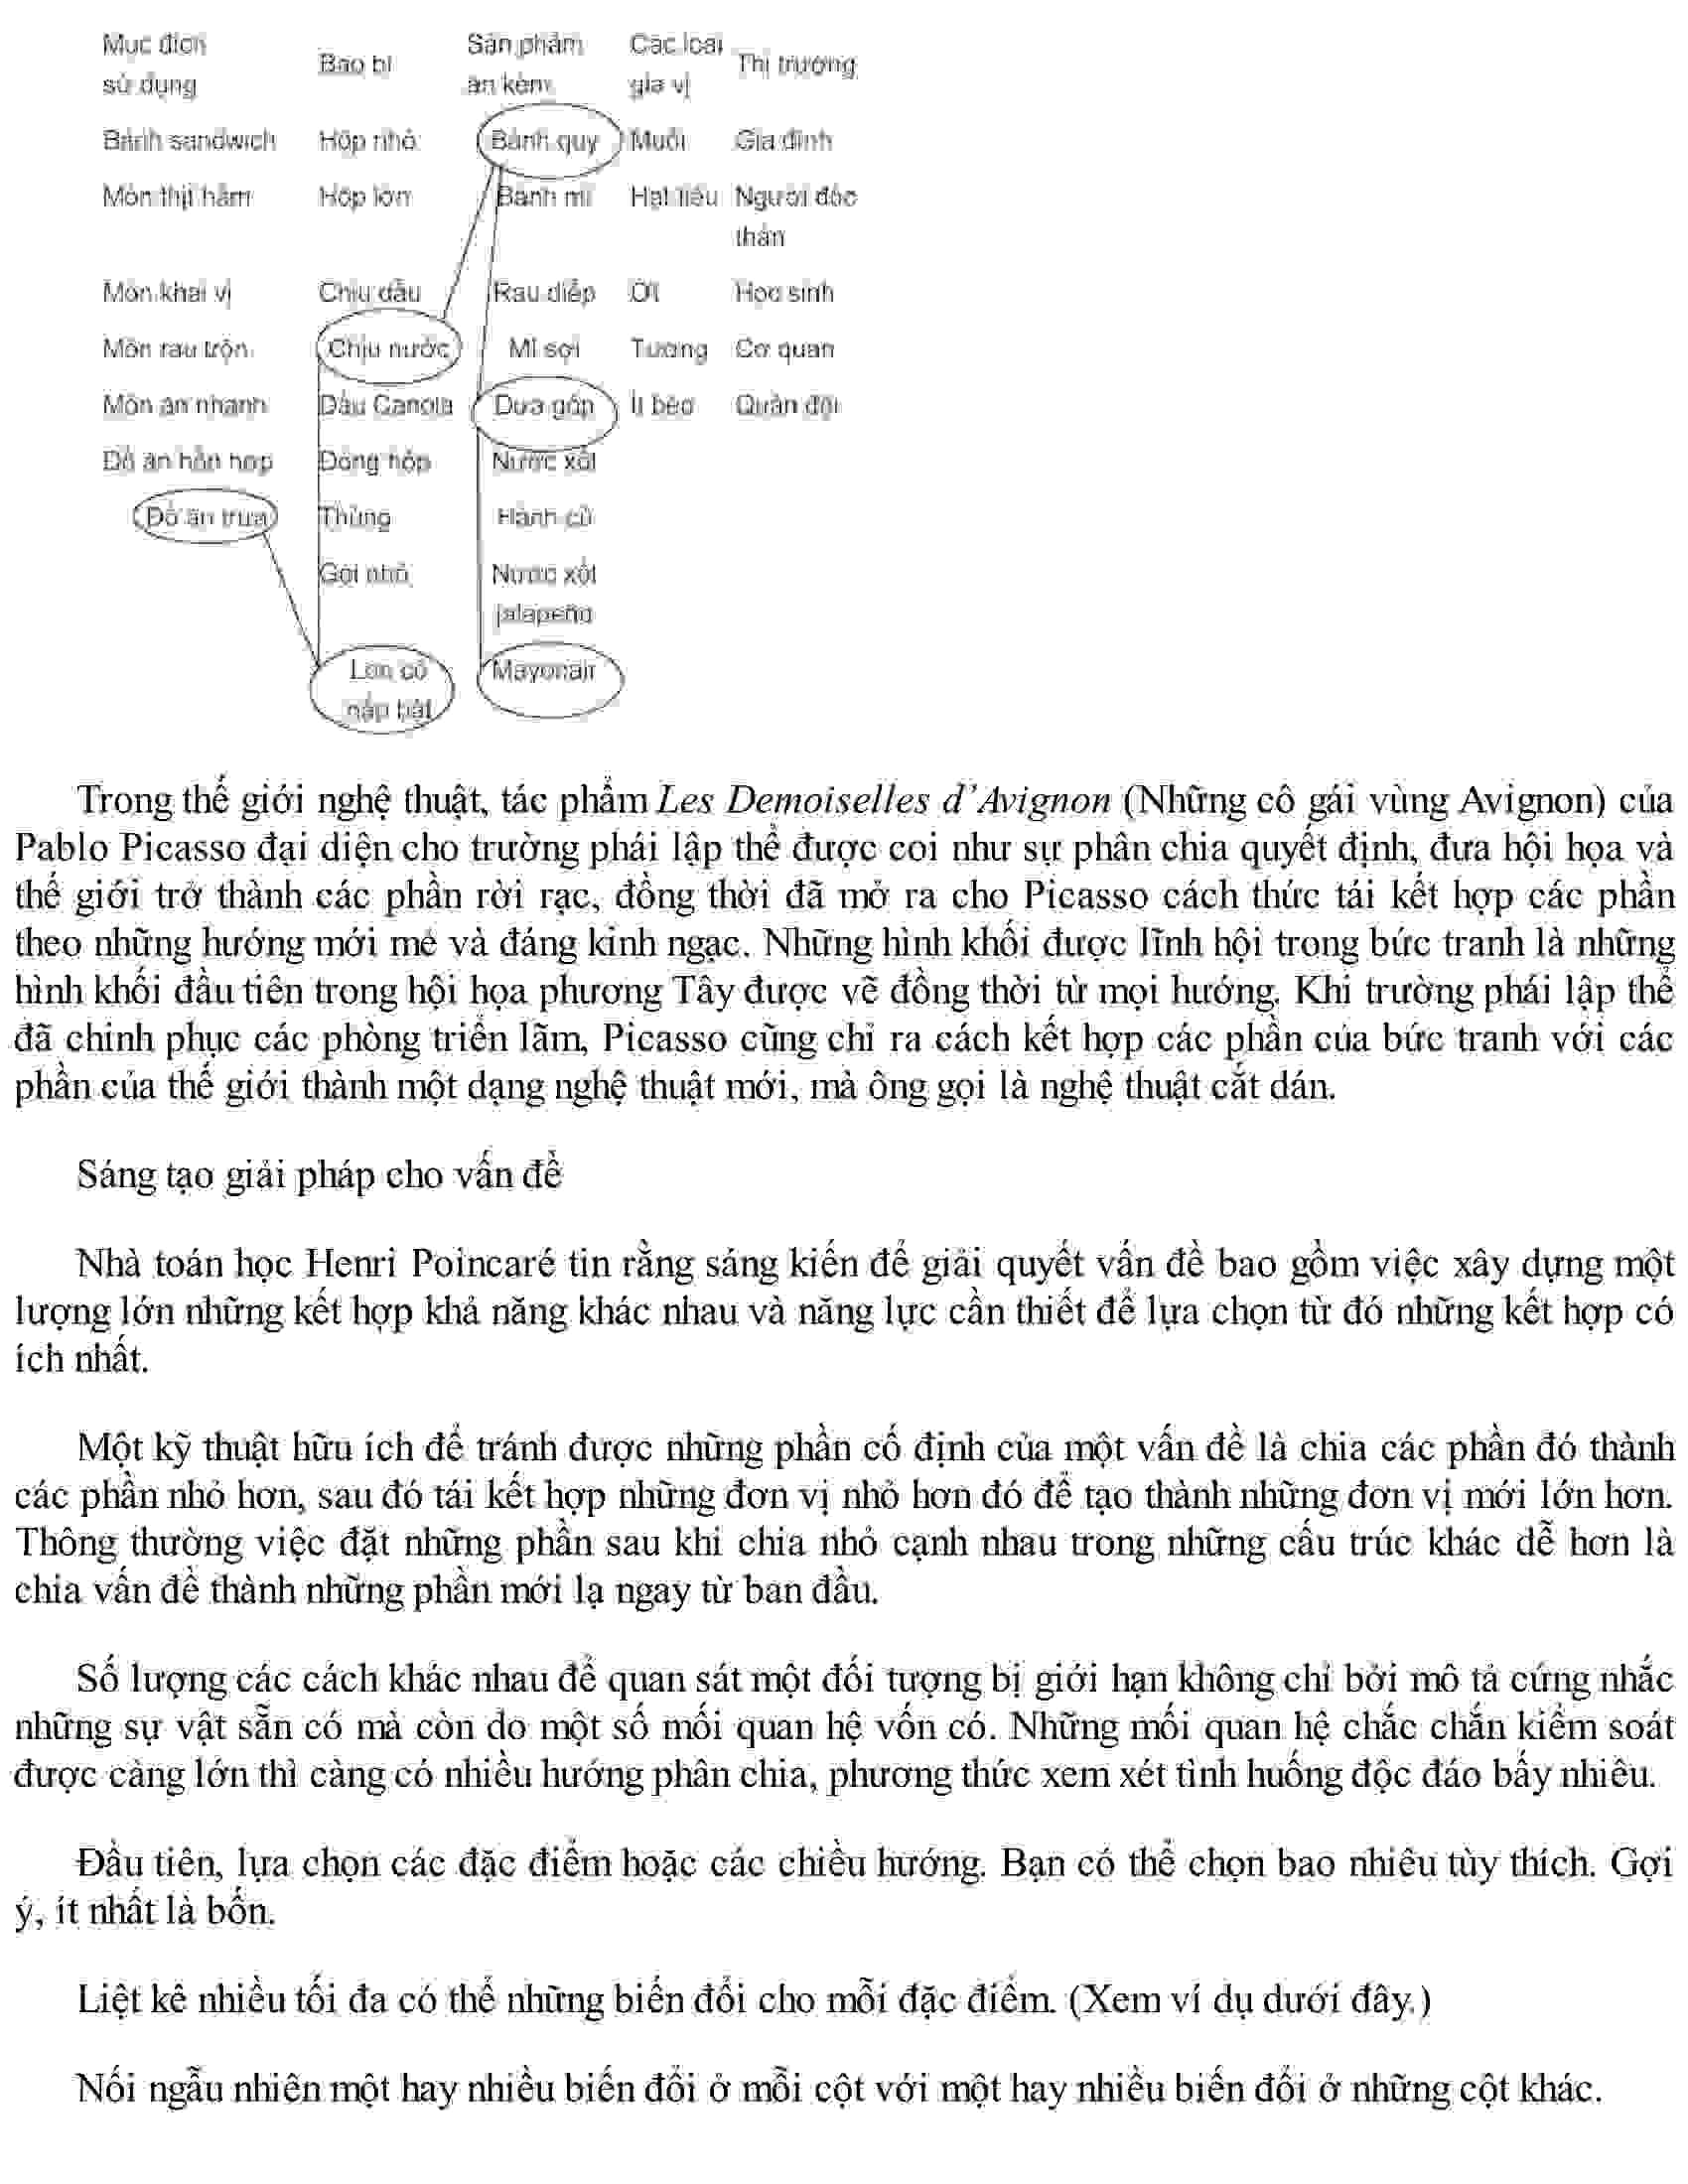 Mục đích Bao bì Sản phẩm Các loại Thị trường
sử dụng ăn kèm gia vị
Bánh sandwich Hộp nhỏ Bánh quy Muối Gia đình
Món thịt hầm Hộp lớn Bánh mì Hạt tiêu Người độc
thân
Món khai vị Chịu dầu Rau diếp Ớt Học sinh
Món rau trộn Chịu nước Mì sợi Tương Cơ quan
Món ăn nhanh Dầu Canola Dưa góp Ít béo Quân đội
Đồ ăn hỗn hợp Đóng hộp Nước xốt
Đồ ăn trưa Thùng Hành củ
Gói nhỏ Nước xốt
jalapeño
Lon có Mayonair
nắp bật
Trong thế giới nghệ thuật, tác phẩm Les Demoiselles d’Avignon (Những cô gái vùng Avignon) của
Pablo Picasso đại diện cho trường phái lập thể được coi như sự phân chia quyết định, đưa hội họa và
thế giới trở thành các phần rời rạc, đồng thời đã mở ra cho Picasso cách thức tái kết hợp các phần
theo những hướng mới mẻ và đáng kinh ngạc. Những hình khối được lĩnh hội trong bức tranh là những
hình khối đầu tiên trong hội họa phương Tây được vẽ đồng thời từ mọi hướng. Khi trường phái lập thể
đã chinh phục các phòng triển lãm, Picasso cũng chỉ ra cách kết hợp các phần của bức tranh với các
phần của thế giới thành một dạng nghệ thuật mới, mà ông gọi là nghệ thuật cắt dán.
Sáng tạo giải pháp cho vấn đề
Nhà toán học Henri Poincaré tin rằng sáng kiến để giải quyết vấn đề bao gồm việc xây dựng một
lượng lớn những kết hợp khả năng khác nhau và năng lực cần thiết để lựa chọn từ đó những kết hợp có
ích nhất.
Một kỹ thuật hữu ích để tránh được những phần cố định của một vấn đề là chia các phần đó thành
các phần nhỏ hơn, sau đó tái kết hợp những đơn vị nhỏ hơn đó để tạo thành những đơn vị mới lớn hơn.
Thông thường việc đặt những phần sau khi chia nhỏ cạnh nhau trong những cấu trúc khác dễ hơn là
chia vấn đề thành những phần mới lạ ngay từ ban đầu.
Số lượng các cách khác nhau để quan sát một đối tượng bị giới hạn không chỉ bởi mô tả cứng nhắc
những sự vật sẵn có mà còn do một số mối quan hệ vốn có. Những mối quan hệ chắc chắn kiểm soát
được càng lớn thì càng có nhiều hướng phân chia, phương thức xem xét tình huống độc đáo bấy nhiêu.
Đầu tiên, lựa chọn các đặc điểm hoặc các chiều hướng. Bạn có thể chọn bao nhiêu tùy thích. Gợi
ý, ít nhất là bốn.
Liệt kê nhiều tối đa có thể những biến đổi cho mỗi đặc điểm. (Xem ví dụ dưới đây.)
Nối ngẫu nhiên một hay nhiều biến đổi ở mỗi cột với một hay nhiều biến đổi ở những cột khác.